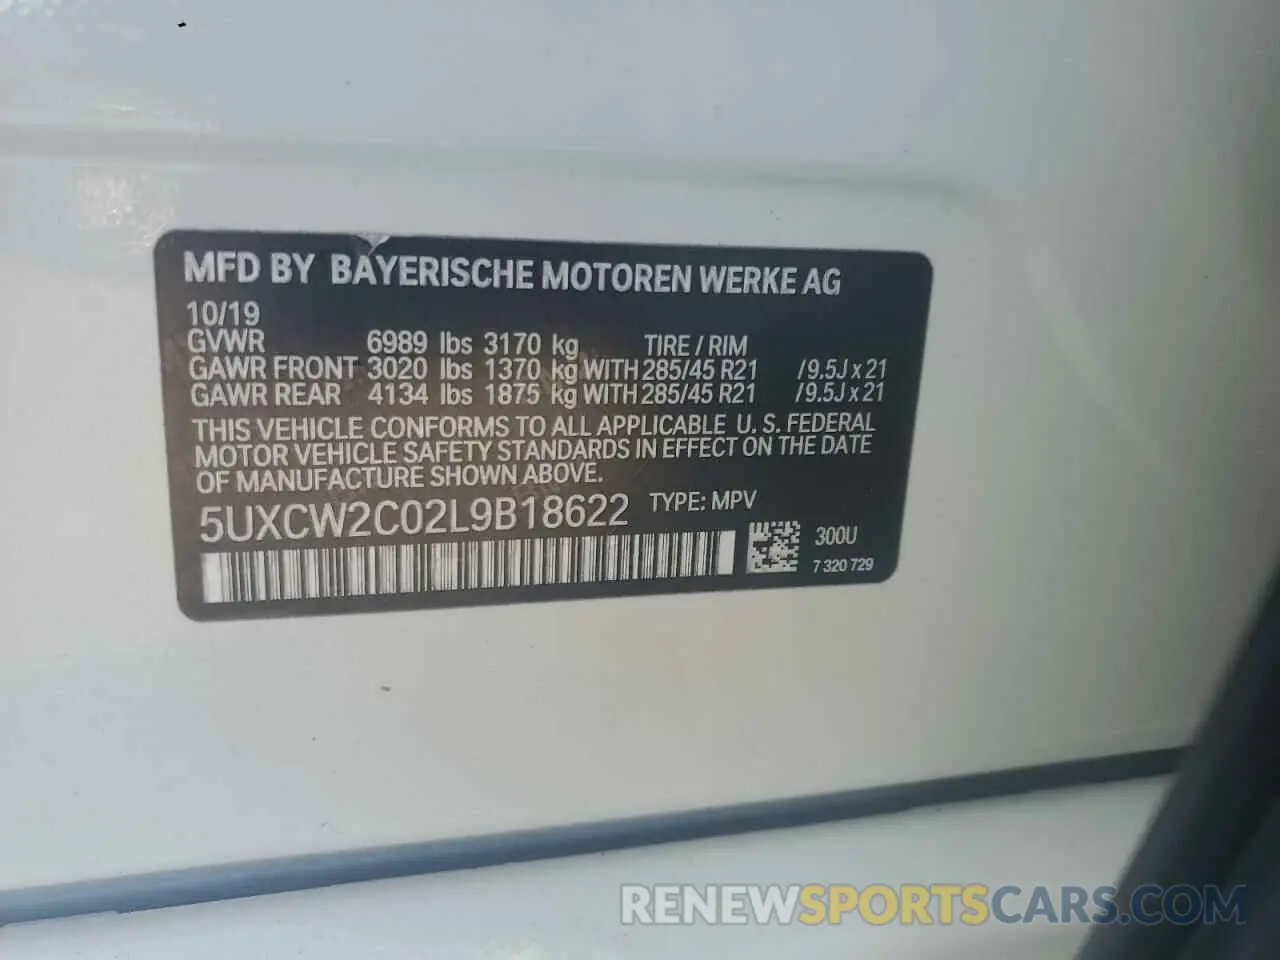 MFD BY BAYERISCHE MOTOREN WERKE AG
10/19
GVWR 6989 lbs 3170 kg TIRE / RIM
GAWR FRONT 3020 lbs 1370 kg WITH 285/45 R21 /9.5J x 21
GAWR REAR 4134 lbs 1875 kg WITH 285/45 R21 /9.5J x 21
THIS VEHICLE CONFORMS TO ALL APPLICABLE U. S. FEDERAL
MOTOR VEHICLE SAFETY STANDARDS IN EFFECT ON THE DATE
OF MANUFACTURE SHOWN ABOVE.
5UXCW2C02L9B18622 TYPE: MPV
300U
7 320 729
RENEWSPORTSCARS.COM